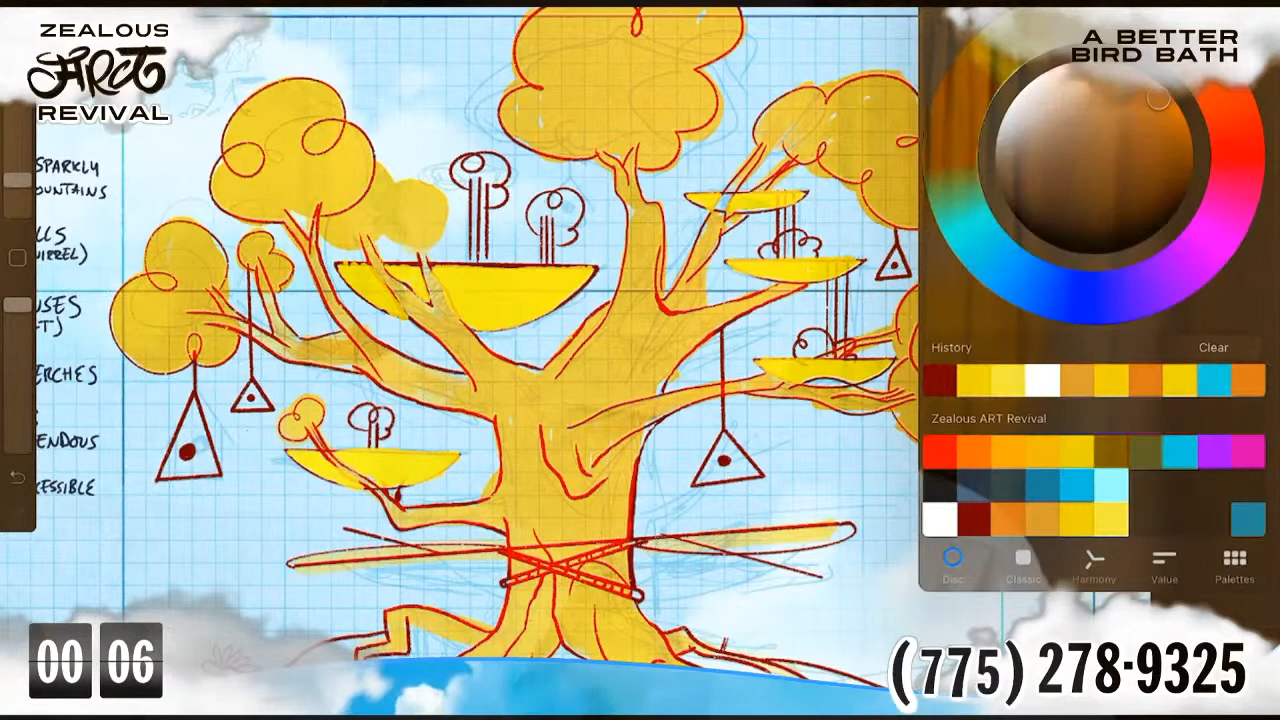 ZEALOUS
ART
REVIVAL
A BETTER
BIRD BATH
SPARKLY
OUNTAINS
ERCHES
ENDOUS
History
Clear
Zealous ART Revival
Disc
Classic
Harmony
Value
Palettes
00 06
(775) 278-9325